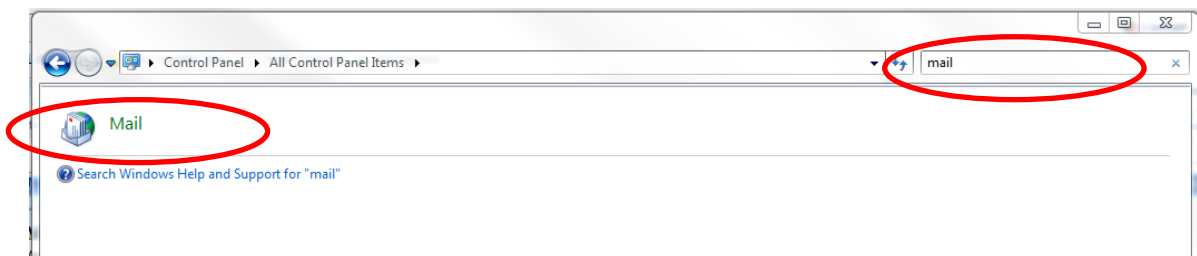 Control Panel All Control Panel Items mail
Mail
Search Windows Help and Support for "mail"